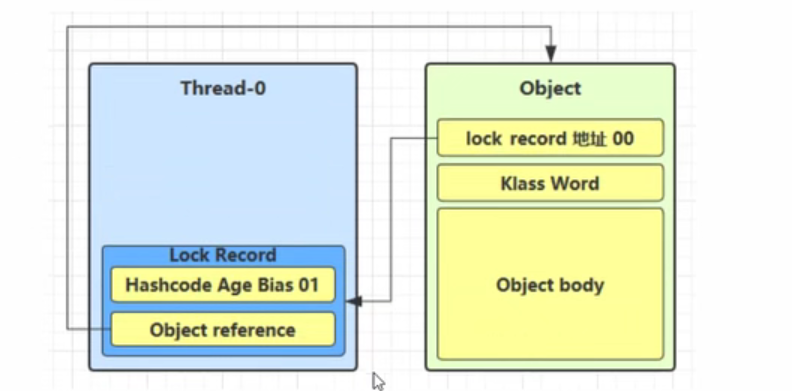 Thread-0
Lock Record
Hashcode Age Bias 01
Object reference
Object
lock record 地址 00
Klass Word
Object body